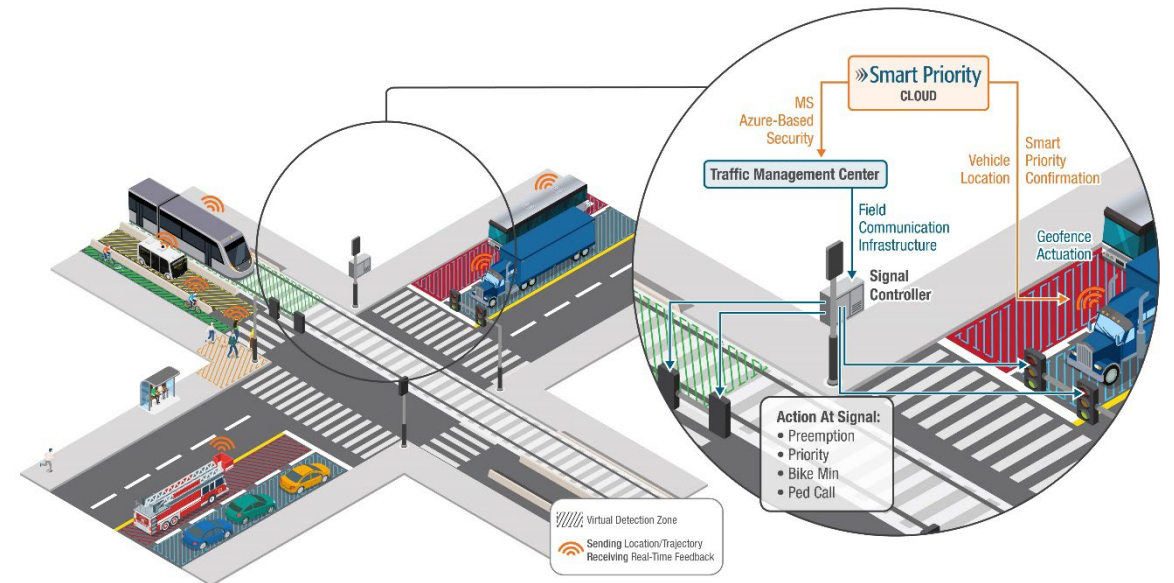 »Smart Priority
CLOUD
MS
Azure-Based
Security
Traffic Management Center
Vehicle
Location
Smart
Priority
Confirmation
Field
Communication
Infrastructure
Geofence
Actuation
Signal
Controller
Action At Signal:
• Preemption
• Priority
• Bike Min
• Ped Call
Virtual Detection Zone
Sending Location/Trajectory
Receiving Real-Time Feedback